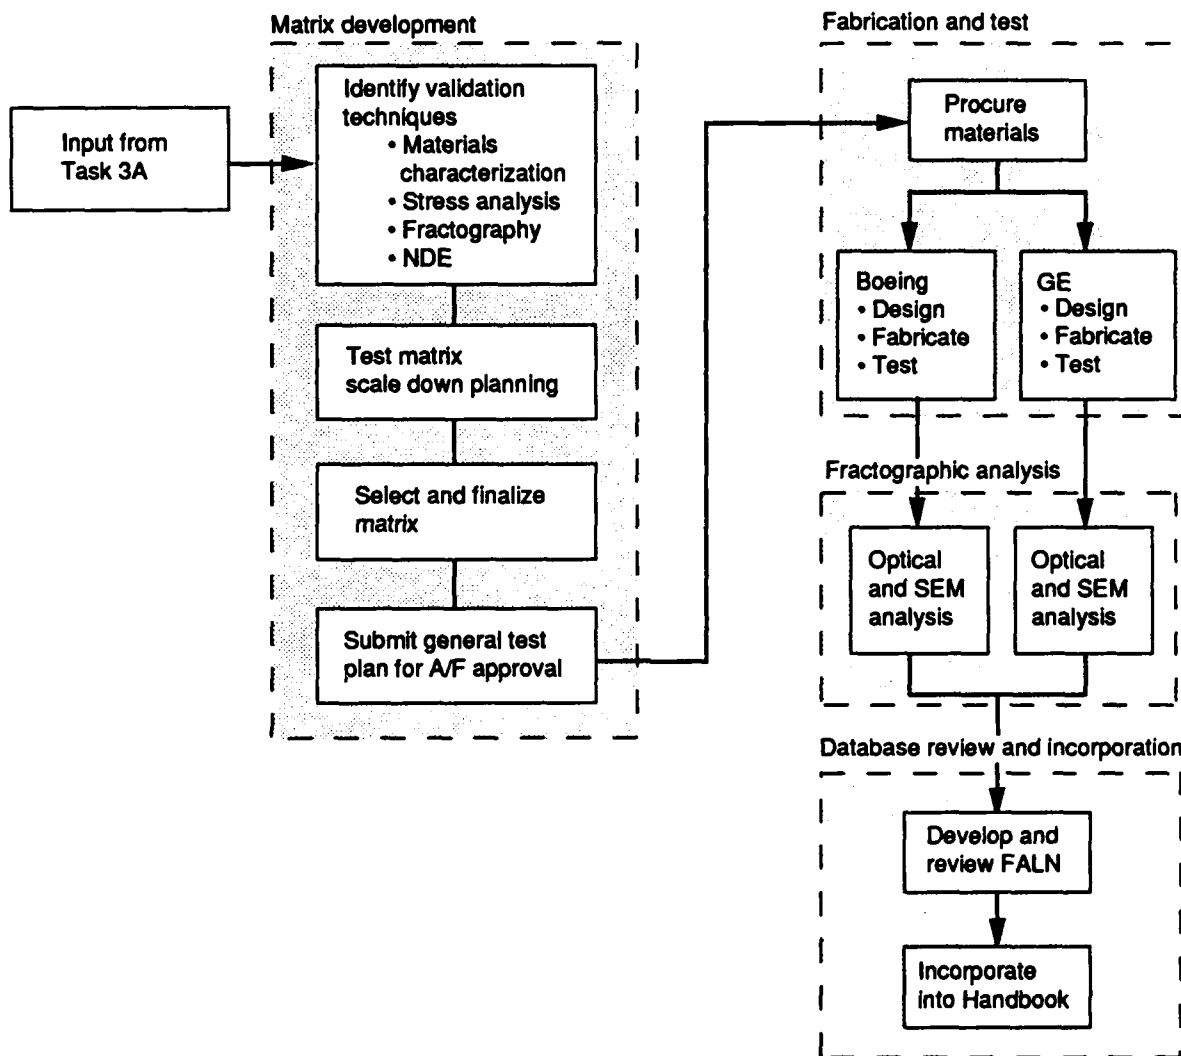 Matrix development
Input from
Task 3A
Identify validation
techniques
• Materials
characterization
• Stress analysis
• Fractography
• NDE
Test matrix
scale down planning
Select and finalize
matrix
Submit general test
plan for A/F approval
Fabrication and test
Procure
materials
Boeing
• Design
• Fabricate
• Test
GE
• Design
• Fabricate
• Test
Fractographic analysis
Optical
and SEM
analysis
Optical
and SEM
analysis
Database review and incorporation
Develop and
review FALN
Incorporate
into Handbook